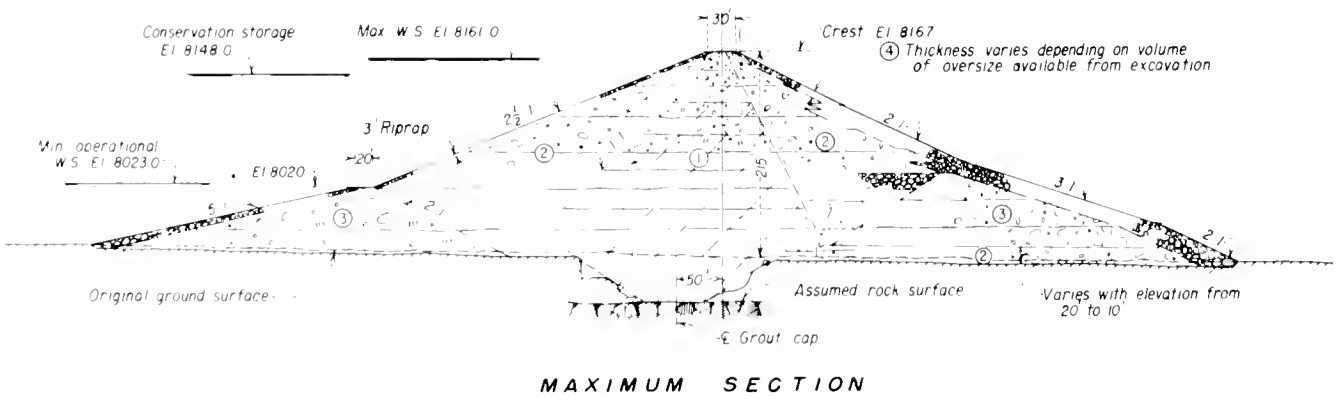 Conservation storage
El 8148.0
Max W S El 8161.0
30'
Crest El 8167
④ Thickness varies depending on volume
of oversize available from excavation
2½:1
3' Riprap
Min operational
W S El 8023.0
20'
El 8020
5:1
2:1
②
①
②
215'
3:1
③
③
2:1
②
Original ground surface
50'
Assumed rock surface
Varies with elevation from
20' to 10'
℄ Grout cap
MAXIMUM SECTION